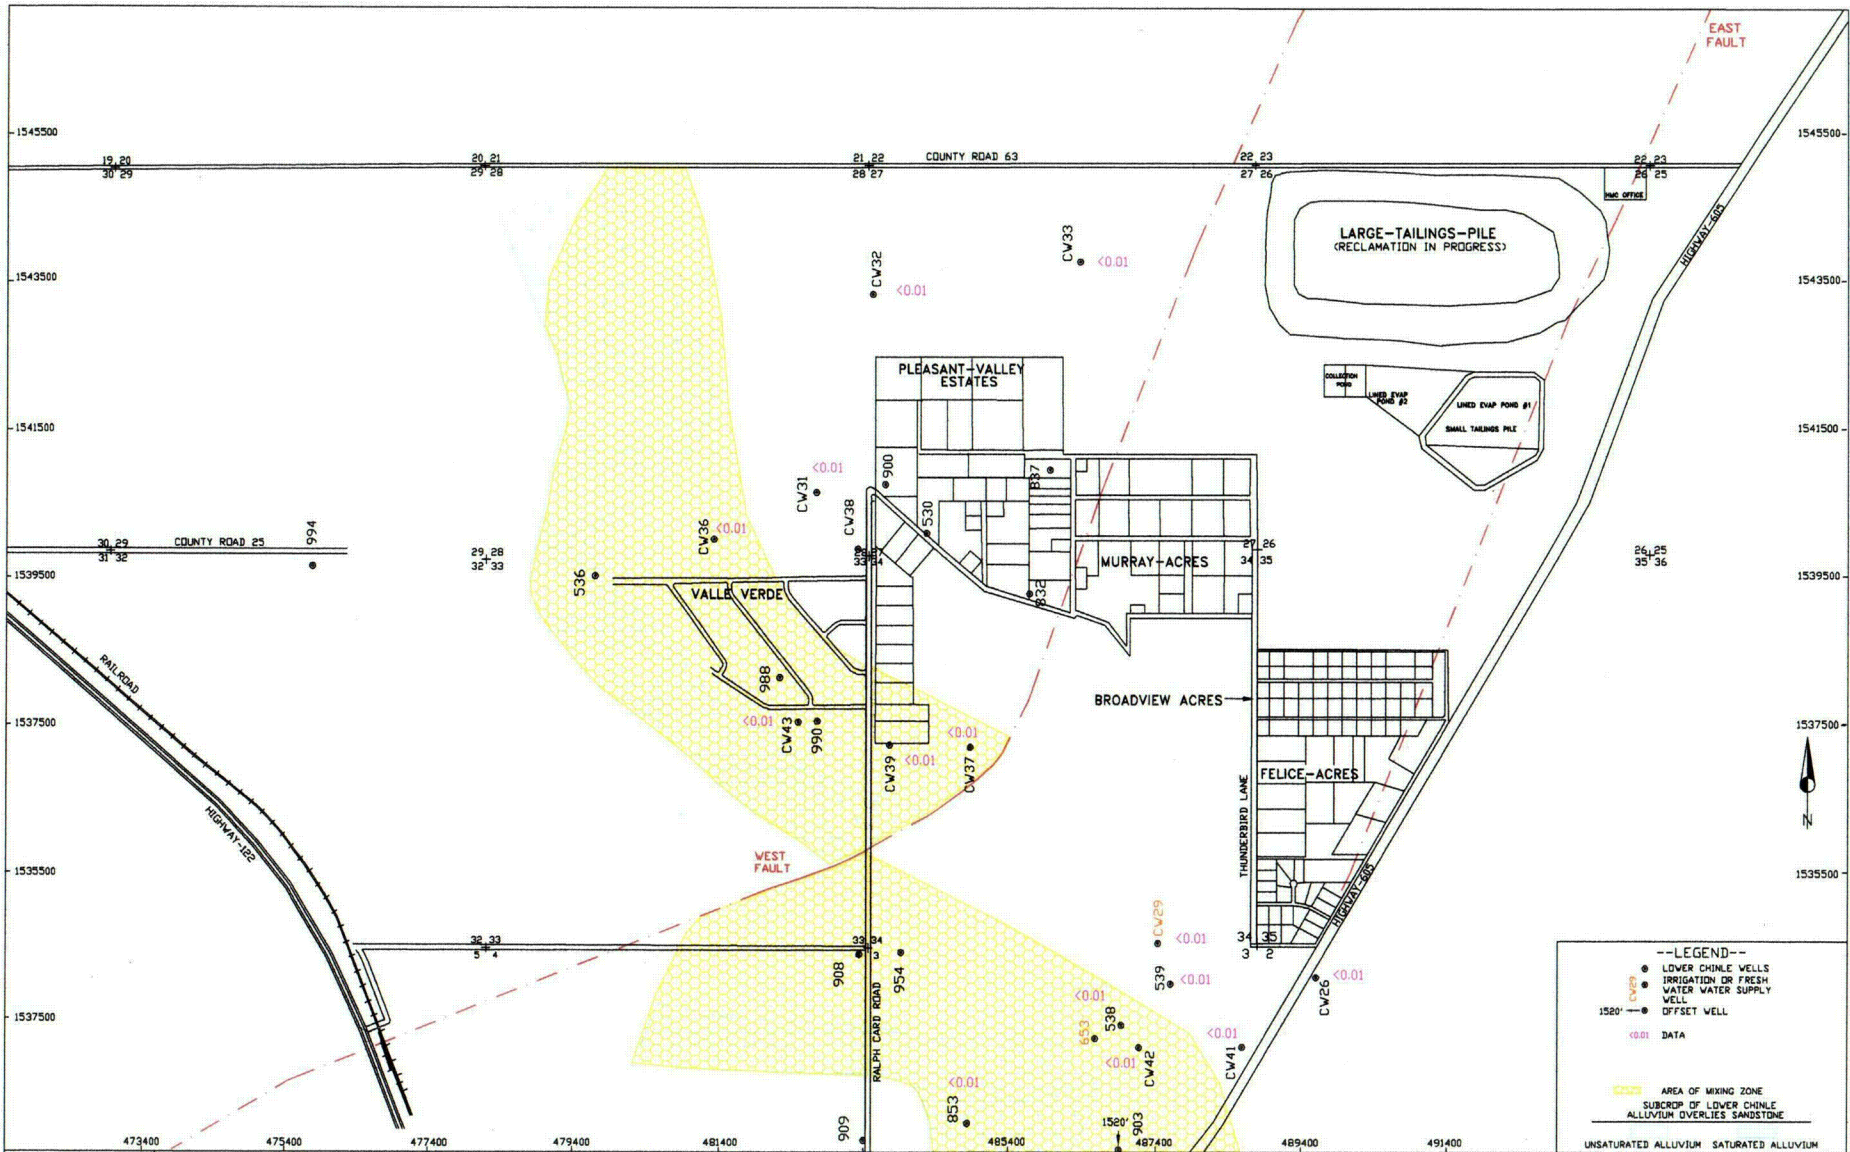 EAST
FAULT
1545500
1545500
19 20
30 29
20 21
29 28
21 22
28 27
COUNTY ROAD 63
22 23
27 26
22 23
26 25
HMC OFFICE
HIGHWAY-605
LARGE-TAILINGS-PILE
(RECLAMATION IN PROGRESS)
CW33
<0.01
CW32
<0.01
1543500
1543500
PLEASANT-VALLEY
ESTATES
COLLECTION
POND
LINED EVAP
POND #2
LINED EVAP POND #1
SMALL TAILINGS PILE
1541500
1541500
<0.01
CW31
900
837
CW38
530
CW36
<0.01
994
30 29
31 32
COUNTY ROAD 25
29 28
32 33
33 34
27 26
34 35
26 25
35 36
1539500
1539500
536
MURRAY-ACRES
832
VALLE VERDE
RAILROAD
988
BROADVIEW ACRES
1537500
1537500
<0.01
CW43
990
<0.01
CW39
<0.01
CW37
FELICE-ACRES
THUNDERBIRD LANE
N
HIGHWAY-122
WEST
FAULT
1535500
1535500
HIGHWAY-605
32 33
5 4
33 34
3
908
954
CW29
<0.01
34 35
3 2
539
<0.01
<0.01
CW26
RALPH CARD ROAD
<0.01
538
653
<0.01
CW42
<0.01
CW41
1537500
<0.01
853
909
1520'
903
473400
475400
477400
479400
481400
485400
487400
489400
491400
--LEGEND--
LOWER CHINLE WELLS
CW29
IRRIGATION OR FRESH
WATER WATER SUPPLY
WELL
1520'
OFFSET WELL
<0.01 DATA
AREA OF MIXING ZONE
SUBCROP OF LOWER CHINLE
ALLUVIUM OVERLIES SANDSTONE
UNSATURATED ALLUVIUM SATURATED ALLUVIUM